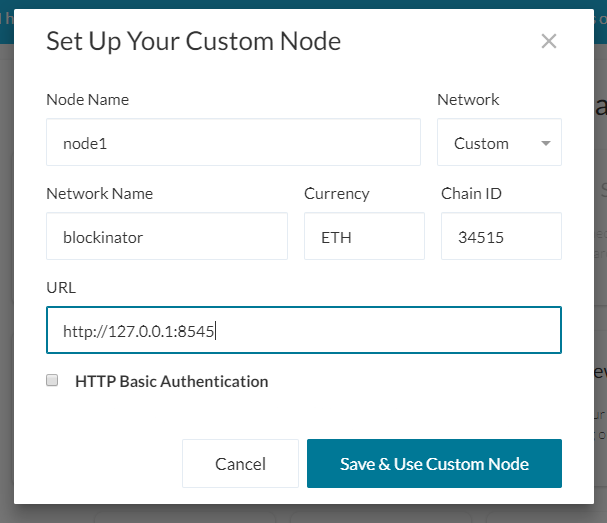 Set Up Your Custom Node
Node Name
Network
node1
Custom
Network Name
Currency
Chain ID
blockinator
ETH
34515
URL
http://127.0.0.1:8545
HTTP Basic Authentication
Cancel
Save & Use Custom Node